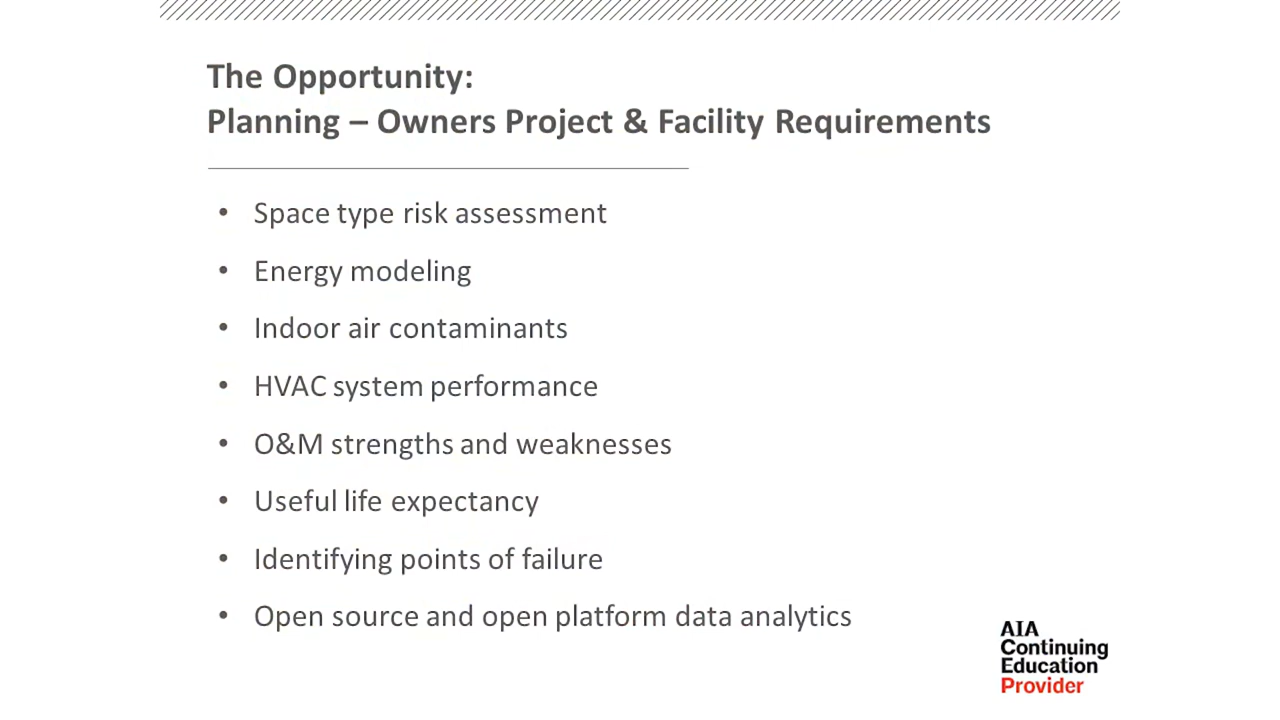 The Opportunity:
Planning – Owners Project & Facility Requirements
• Space type risk assessment
• Energy modeling
• Indoor air contaminants
• HVAC system performance
• O&M strengths and weaknesses
• Useful life expectancy
• Identifying points of failure
• Open source and open platform data analytics
AIA
Continuing
Education
Provider